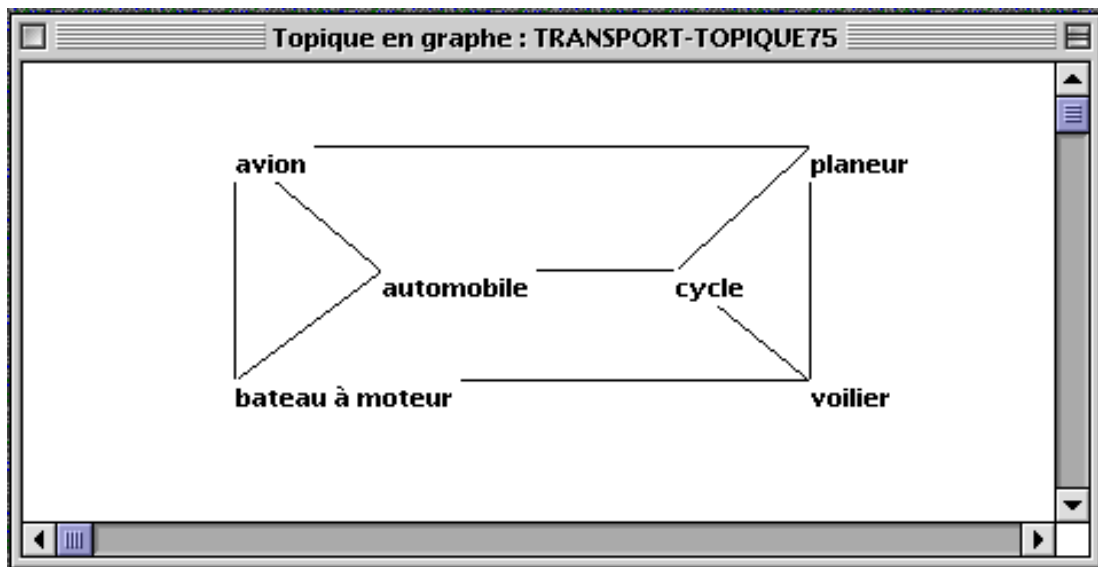 Topique en graphe : TRANSPORT-TOPIQUE75
avion
planeur
automobile
cycle
bateau à moteur
voilier